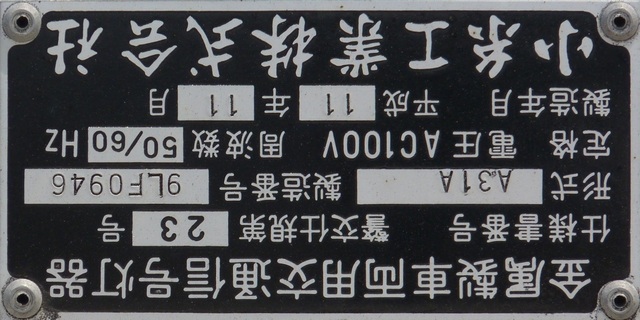 金属製車両用交通信号灯器
仕様書番号 警交仕規第 23 号
形式 A31A 製造番号 9LF0946
定格 電圧 AC100V 周波数 50/60 Hz
製造年月 平成 11 年 11 月
小糸工業株式会社